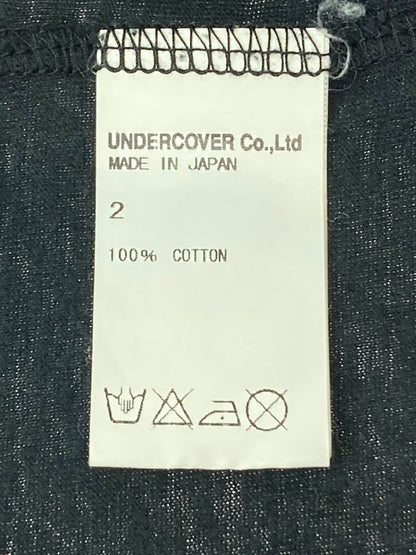 UNDERCOVER Co.,Ltd
MADE IN JAPAN
2
100% COTTON